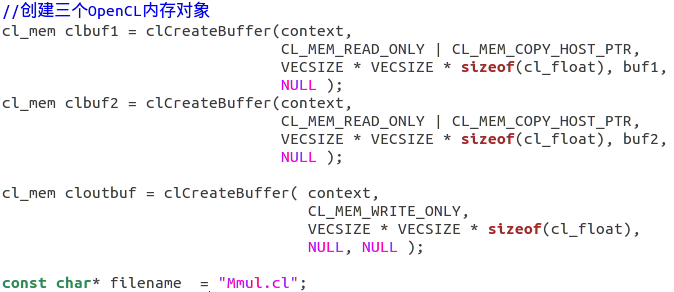 //创建三个OpenCL内存对象
cl_mem clbuf1 = clCreateBuffer(context,
                               CL_MEM_READ_ONLY | CL_MEM_COPY_HOST_PTR,
                               VECSIZE * VECSIZE * sizeof(cl_float), buf1,
                               NULL );
cl_mem clbuf2 = clCreateBuffer(context,
                               CL_MEM_READ_ONLY | CL_MEM_COPY_HOST_PTR,
                               VECSIZE * VECSIZE * sizeof(cl_float), buf2,
                               NULL );

cl_mem cloutbuf = clCreateBuffer( context,
                                  CL_MEM_WRITE_ONLY,
                                  VECSIZE * VECSIZE * sizeof(cl_float),
                                  NULL, NULL );

const char* filename  = "Mmul.cl";